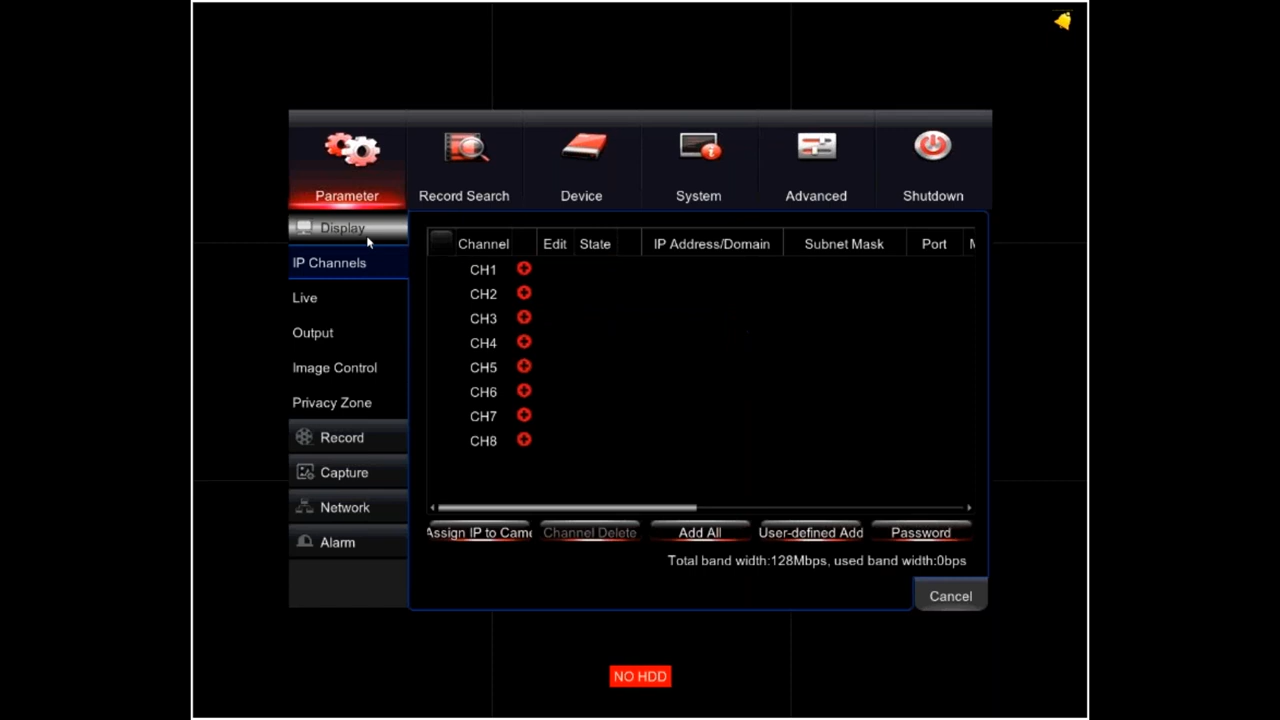 Parameter Record Search Device System Advanced Shutdown
Display
IP Channels
Live
Output
Image Control
Privacy Zone
Record
Capture
Network
Alarm
Channel Edit State IP Address/Domain Subnet Mask Port M
CH1
CH2
CH3
CH4
CH5
CH6
CH7
CH8
Assign IP to Came Channel Delete Add All User-defined Add Password
Total band width:128Mbps, used band width:0bps
Cancel
NO HDD